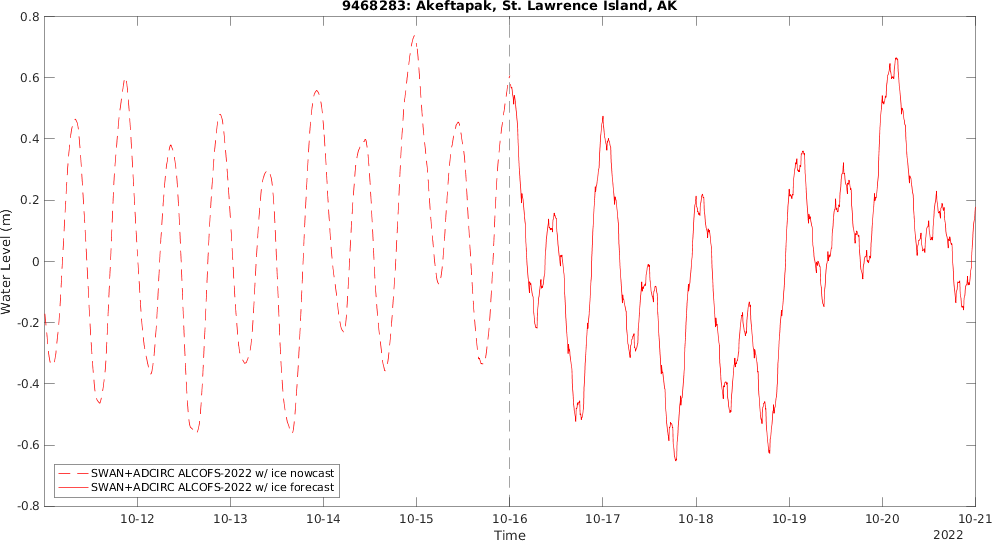 9468283: Akeftapak, St. Lawrence Island, AK
0.8
0.6
0.4
0.2
0
-0.2
-0.4
-0.6
-0.8
Water Level (m)
SWAN+ADCIRC ALCOFS-2022 w/ ice nowcast
SWAN+ADCIRC ALCOFS-2022 w/ ice forecast
10-12 10-13 10-14 10-15 10-16 10-17 10-18 10-19 10-20 10-21
Time
2022